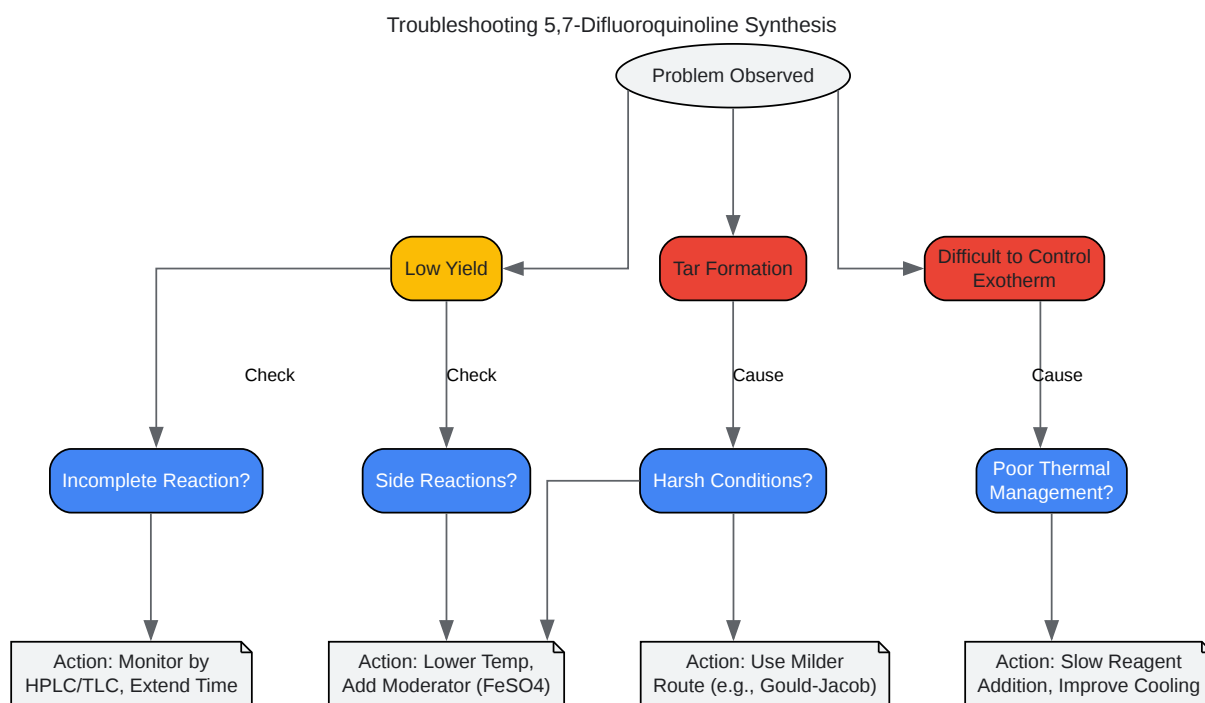 Troubleshooting 5,7-Difluoroquinoline Synthesis
Problem Observed
Low Yield
Tar Formation
Difficult to Control
Exotherm
Check
Check
Cause
Cause
Incomplete Reaction?
Side Reactions?
Harsh Conditions?
Poor Thermal
Management?
Action: Monitor by
HPLC/TLC, Extend Time
Action: Lower Temp,
Add Moderator (FeSO4)
Action: Use Milder
Route (e.g., Gould-Jacob)
Action: Slow Reagent
Addition, Improve Cooling